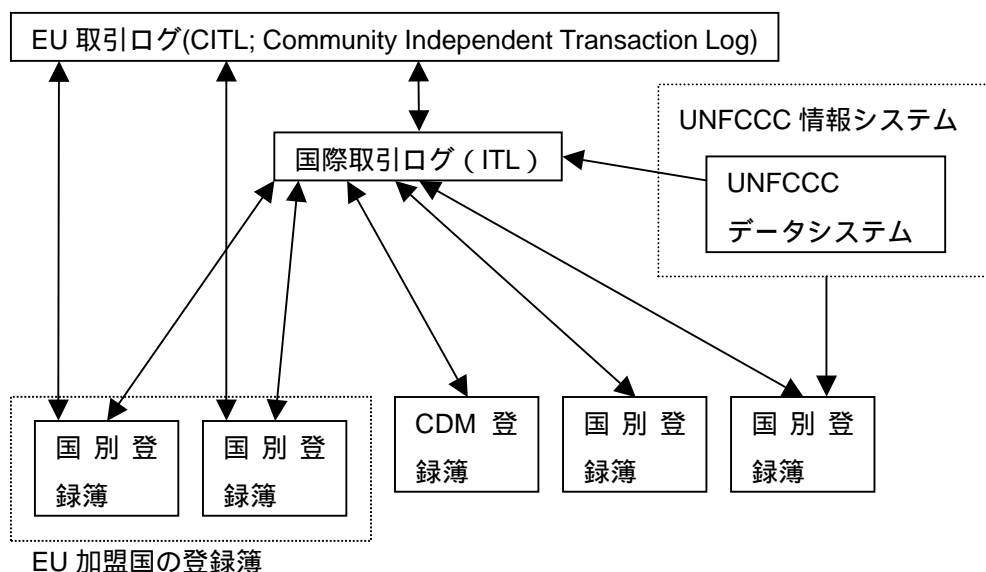 EU 取引ログ(CITL; Community Independent Transaction Log)
UNFCCC 情報システム
国際取引ログ ( ITL )
UNFCCC
データシステム
国 別 登
録簿
国 別 登
録簿
CDM 登
録簿
国 別 登
録簿
国 別 登
録簿
EU 加盟国の登録簿